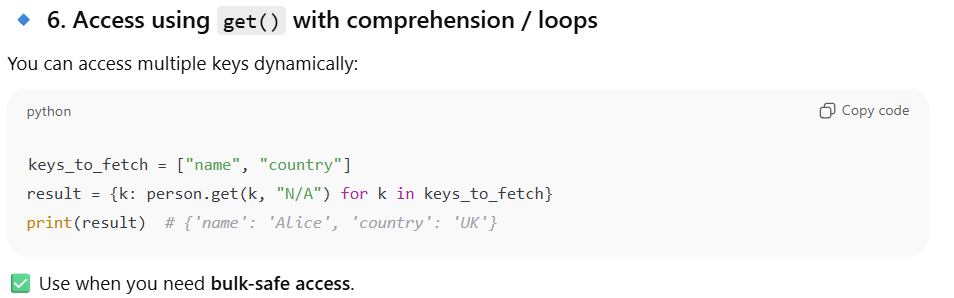 6. Access using get() with comprehension / loops
You can access multiple keys dynamically:
python
Copy code
keys_to_fetch = ["name", "country"]
result = {k: person.get(k, "N/A") for k in keys_to_fetch}
print(result)  # {'name': 'Alice', 'country': 'UK'}
✅ Use when you need bulk-safe access.